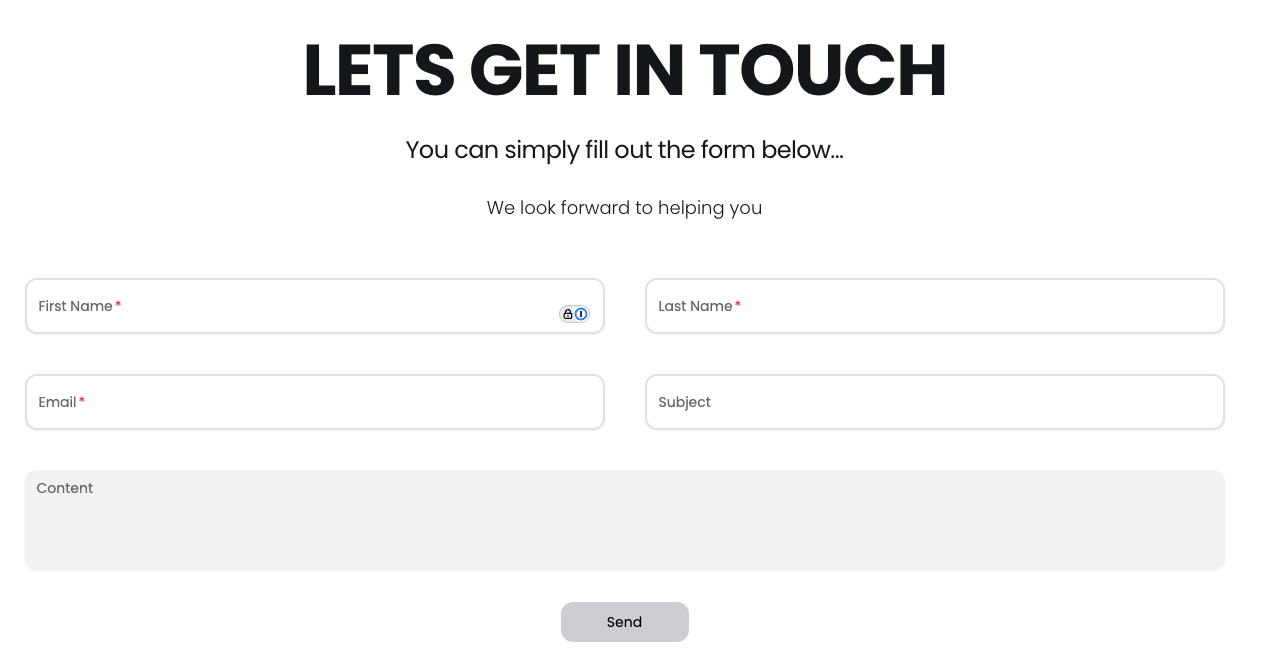 LETS GET IN TOUCH
You can simply fill out the form below...
We look forward to helping you
First Name*
Last Name*
Email*
Subject
Content
Send